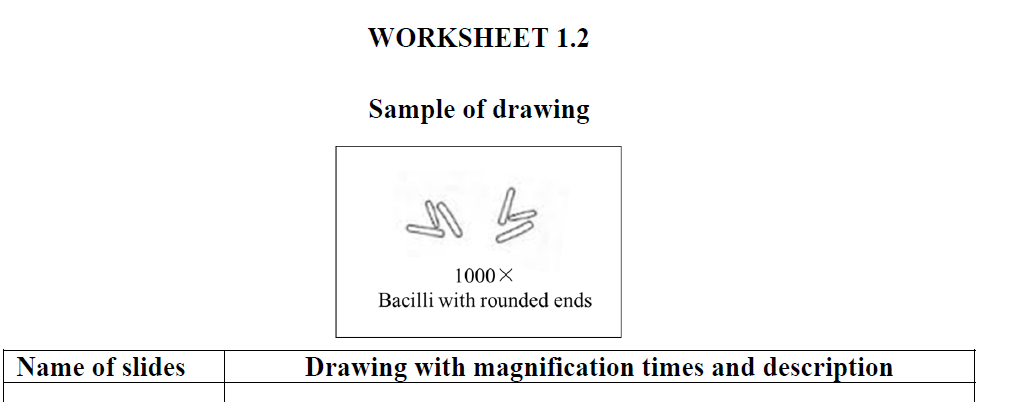 WORKSHEET 1.2
Sample of drawing
1000×
Bacilli with rounded ends
Name of slides
Drawing with magnification times and description